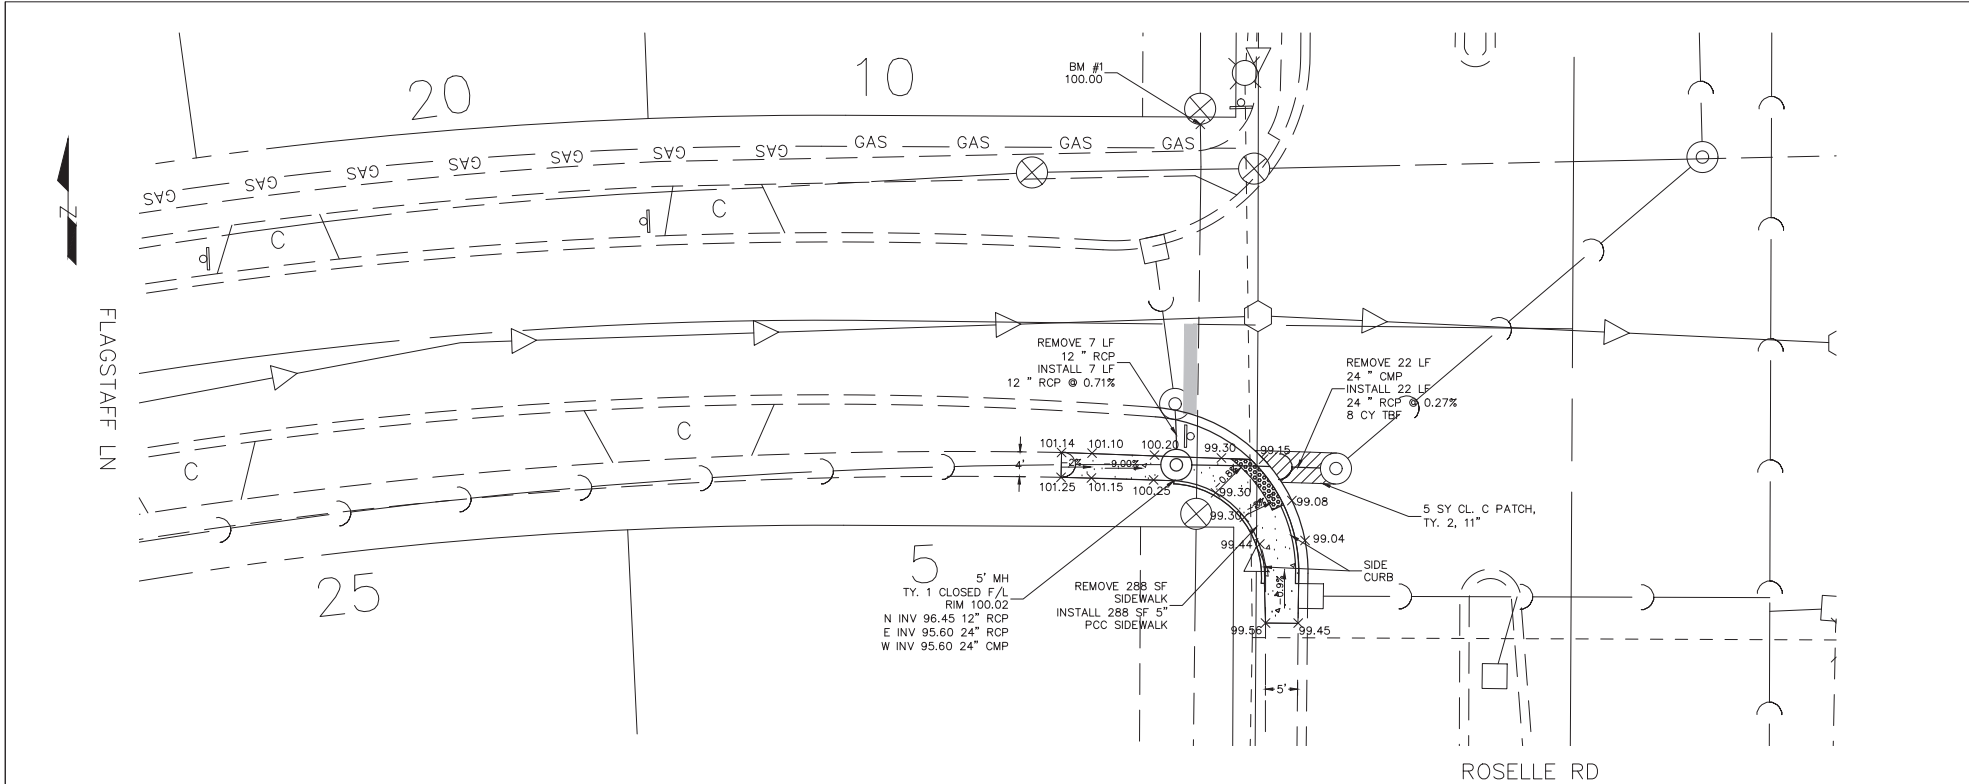 20
10
BM #1
100.00
GAS GAS GAS GAS GAS GAS GAS GAS GAS GAS GAS
N
C
C
FLAGSTAFF LN
REMOVE 7 LF
12 " RCP
INSTALL 7 LF
12 " RCP @ 0.71%
REMOVE 22 LF
24 " CMP
INSTALL 22 LF
24 " RCP @ 0.27%
8 CY TBF
C
C
101.14 101.10 100.20 99.30 99.15
4'
2% -9.00%
-0.8%
101.25 101.15 100.25 99.30 99.08
99.30
99.44 99.04
5 SY CL. C PATCH,
TY. 2, 11"
SIDE
CURB
25
5
5' MH
TY. 1 CLOSED F/L
RIM 100.02
N INV 96.45 12" RCP
E INV 95.60 24" RCP
W INV 95.60 24" CMP
REMOVE 288 SF
SIDEWALK
INSTALL 288 SF 5"
PCC SIDEWALK
-0.9%
99.56 99.45
5'
ROSELLE RD